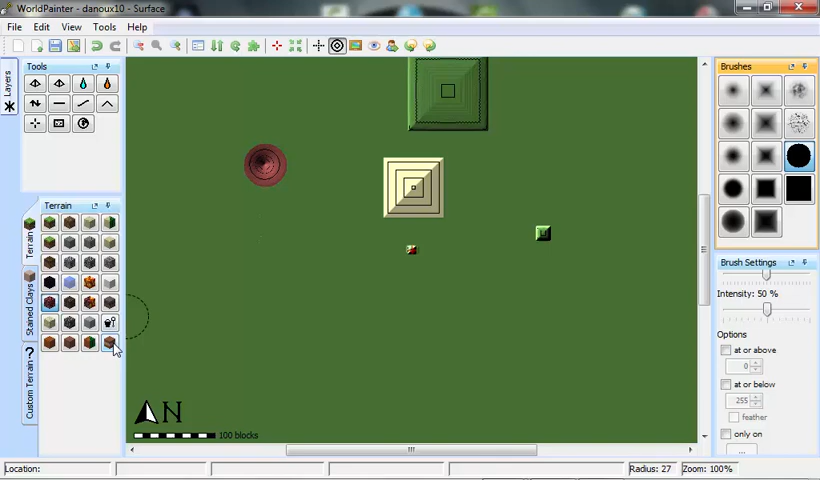 WorldPainter - danoux10 - Surface
File Edit View Tools Help
Layers
Tools
Terrain
Terrain
Stained Clays
Custom Terrain ?
N
100 blocks
Brushes
Brush Settings
Intensity: 50 %
Options
at or above
0
at or below
255
feather
only on
...
Location:
Radius: 27
Zoom: 100%